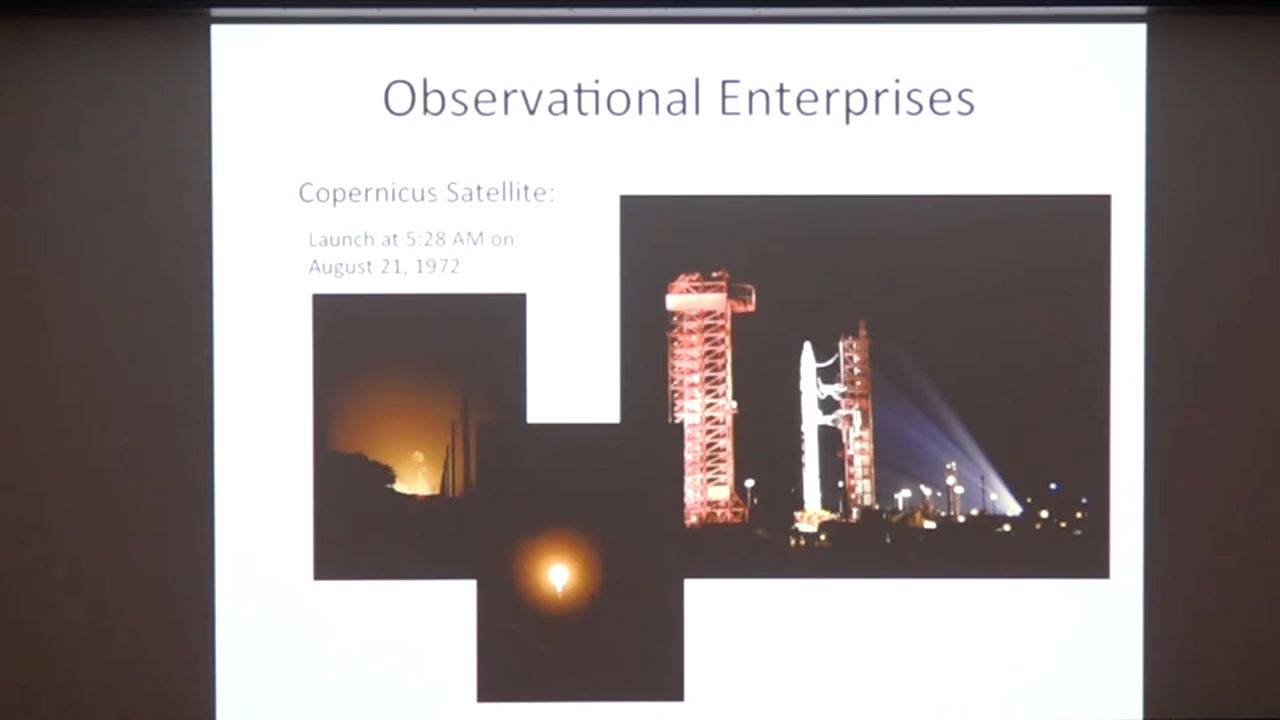 Observational Enterprises
Copernicus Satellite:
Launch at 5:28 AM on
August 21, 1972